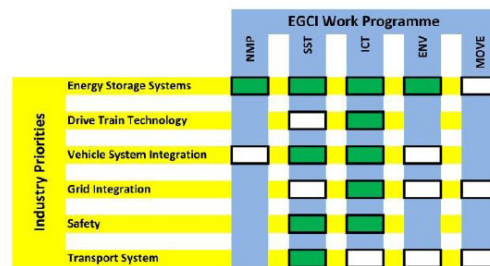 EGCI Work Programme
NMP SST ICT ENV MOVE
Industry Priorities
Energy Storage Systems
Drive Train Technology
Vehicle System Integration
Grid Integration
Safety
Transport System